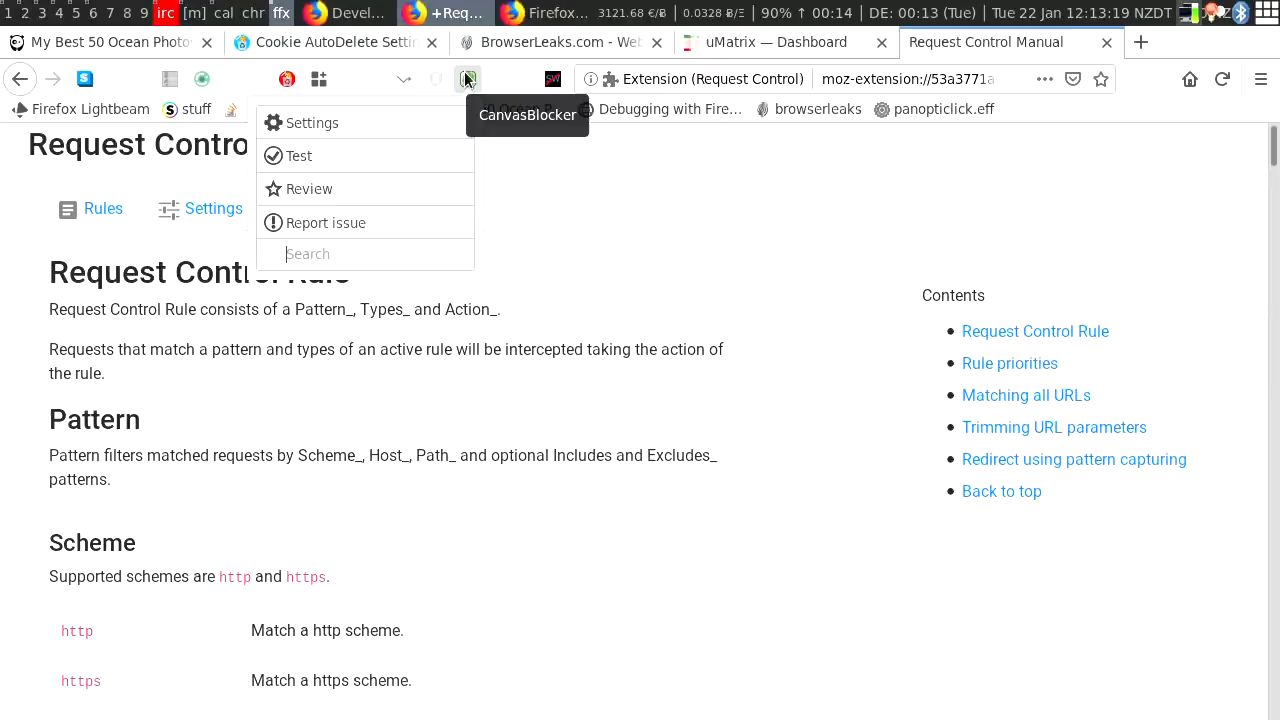 1 2 3 4 5 6 7 8 9 irc [m] cal chr ffx Devel... +Req... Firefox... 3121.68 €/B 0.0328 B/E 90% ↑ 00:14 | D: E: 00:13 (Tue) Tue 22 Jan 12:13:19 NZDT
My Best 50 Ocean Photo
Cookie AutoDelete Settin
BrowserLeaks.com - Web
uMatrix — Dashboard
Request Control Manual
Extension (Request Control) moz-extension://53a3771a
Firefox Lightbeam stuff Debugging with Fire... browserleaks panopticlick.eff
CanvasBlocker
Settings
Test
Review
Report issue
Search
Request Contro
Rules Settings
Request Control Rule
Request Control Rule consists of a Pattern_, Types_ and Action_.
Requests that match a pattern and types of an active rule will be intercepted taking the action of
the rule.
Pattern
Pattern filters matched requests by Scheme_, Host_, Path_ and optional Includes and Excludes_
patterns.
Scheme
Supported schemes are http and https.
http Match a http scheme.
https Match a https scheme.
Contents
Request Control Rule
Rule priorities
Matching all URLs
Trimming URL parameters
Redirect using pattern capturing
Back to top